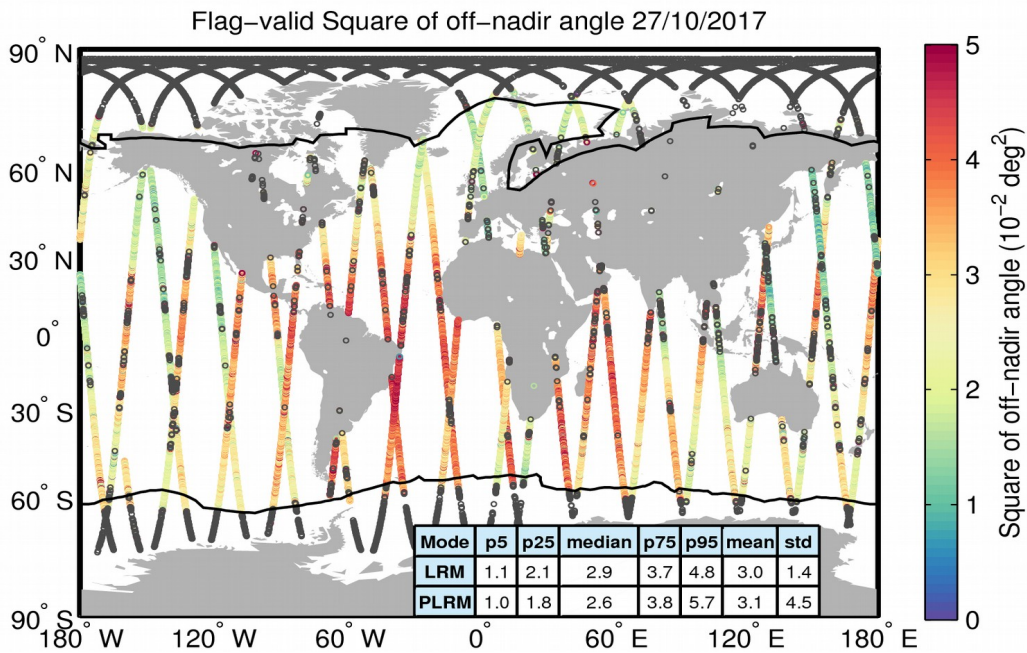 Flag−valid Square of off−nadir angle 27/10/2017
90° N
60° N
30° N
0°
30° S
60° S
90° S
180° W
120° W
60° W
0°
60° E
120° E
180° E
Mode p5 p25 median p75 p95 mean std
LRM 1.1 2.1 2.9 3.7 4.8 3.0 1.4
PLRM 1.0 1.8 2.6 3.8 5.7 3.1 4.5
5
4
3
2
1
0
Square of off−nadir angle (10⁻² deg²)